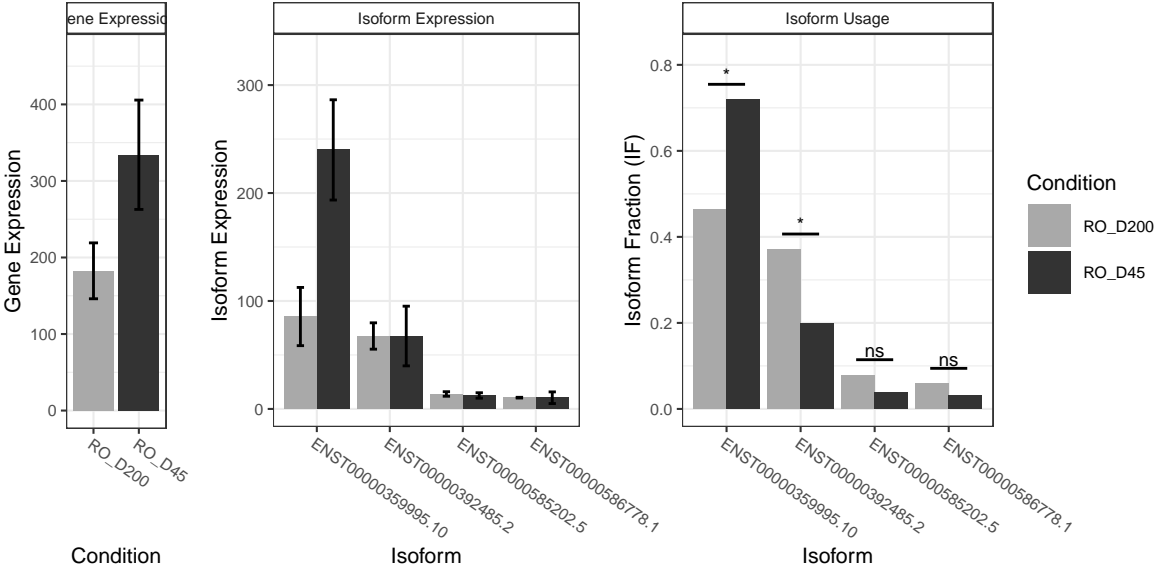 ene Expressio
Gene Expression
400
300
200
100
0
RO_D200
RO_D45
Condition
Isoform Expression
Isoform Expression
300
200
100
0
ENST00000359995.10
ENST00000392485.2
ENST00000585202.5
ENST00000586778.1
Isoform
Isoform Usage
Isoform Fraction (IF)
0.8
0.6
0.4
0.2
0.0
*
*
ns
ns
ENST00000359995.10
ENST00000392485.2
ENST00000585202.5
ENST00000586778.1
Isoform
Condition
RO_D200
RO_D45